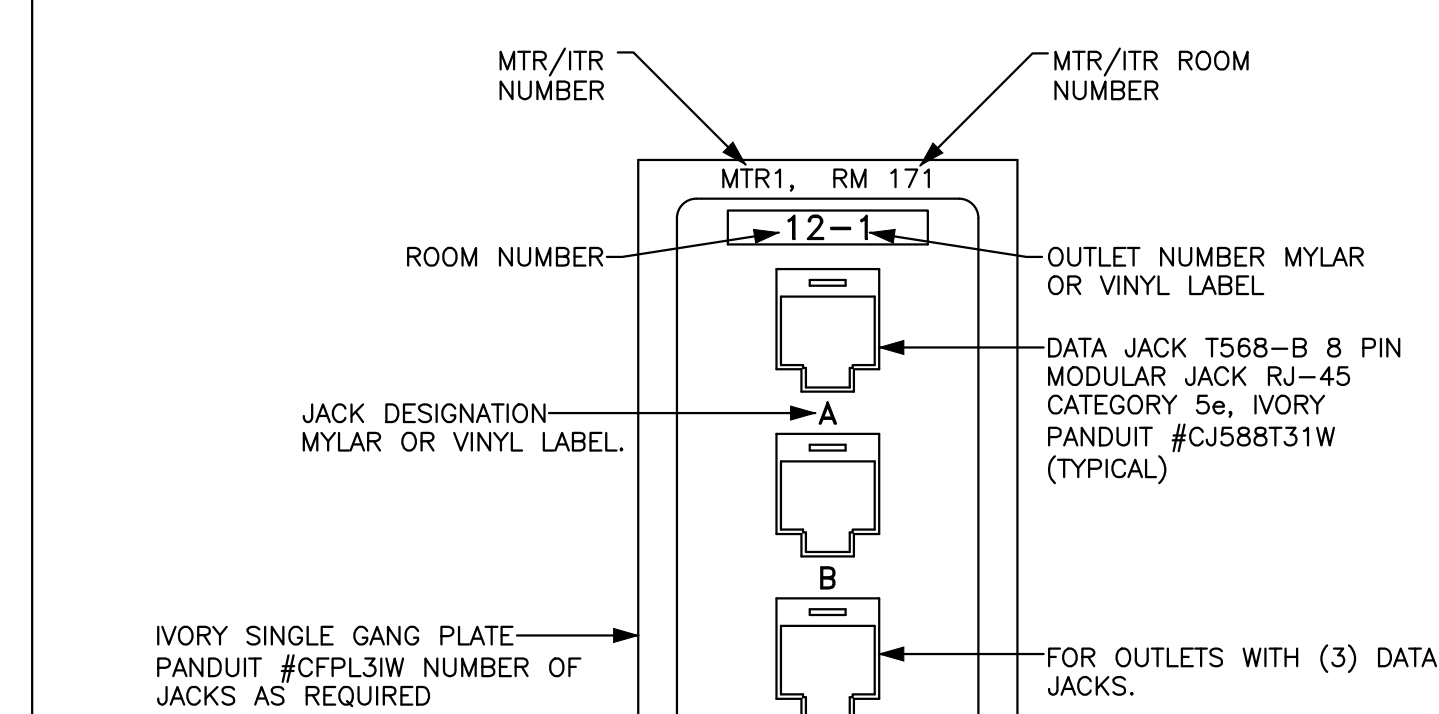 MTR/ITR
NUMBER
MTR/ITR ROOM
NUMBER
MTR1, RM 171
12-1
ROOM NUMBER
OUTLET NUMBER MYLAR
OR VINYL LABEL
DATA JACK T568-B 8 PIN
MODULAR JACK RJ-45
CATEGORY 5e, IVORY
PANDUIT #CJ588T31W
(TYPICAL)
JACK DESIGNATION
MYLAR OR VINYL LABEL.
A
B
IVORY SINGLE GANG PLATE
PANDUIT #CFPL3IW NUMBER OF
JACKS AS REQUIRED
FOR OUTLETS WITH (3) DATA
JACKS.